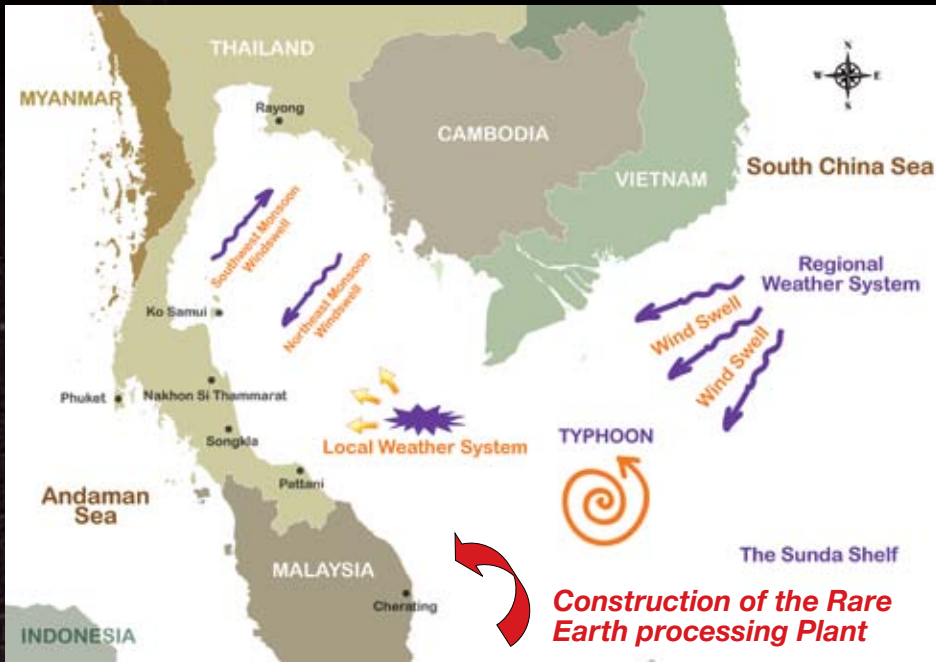 THAILAND
N
W E
S
MYANMAR
Rayong
CAMBODIA
South China Sea
VIETNAM
Southwest Monsoon
Windswell
Regional
Weather System
Northeast Monsoon
Windswell
Ko Samui
Wind Swell
Wind Swell
Phuket
Nakhon Si Thammarat
Songkla
Local Weather System
TYPHOON
Pattani
Andaman
Sea
The Sunda Shelf
MALAYSIA
Cherating
Construction of the Rare
Earth processing Plant
INDONESIA